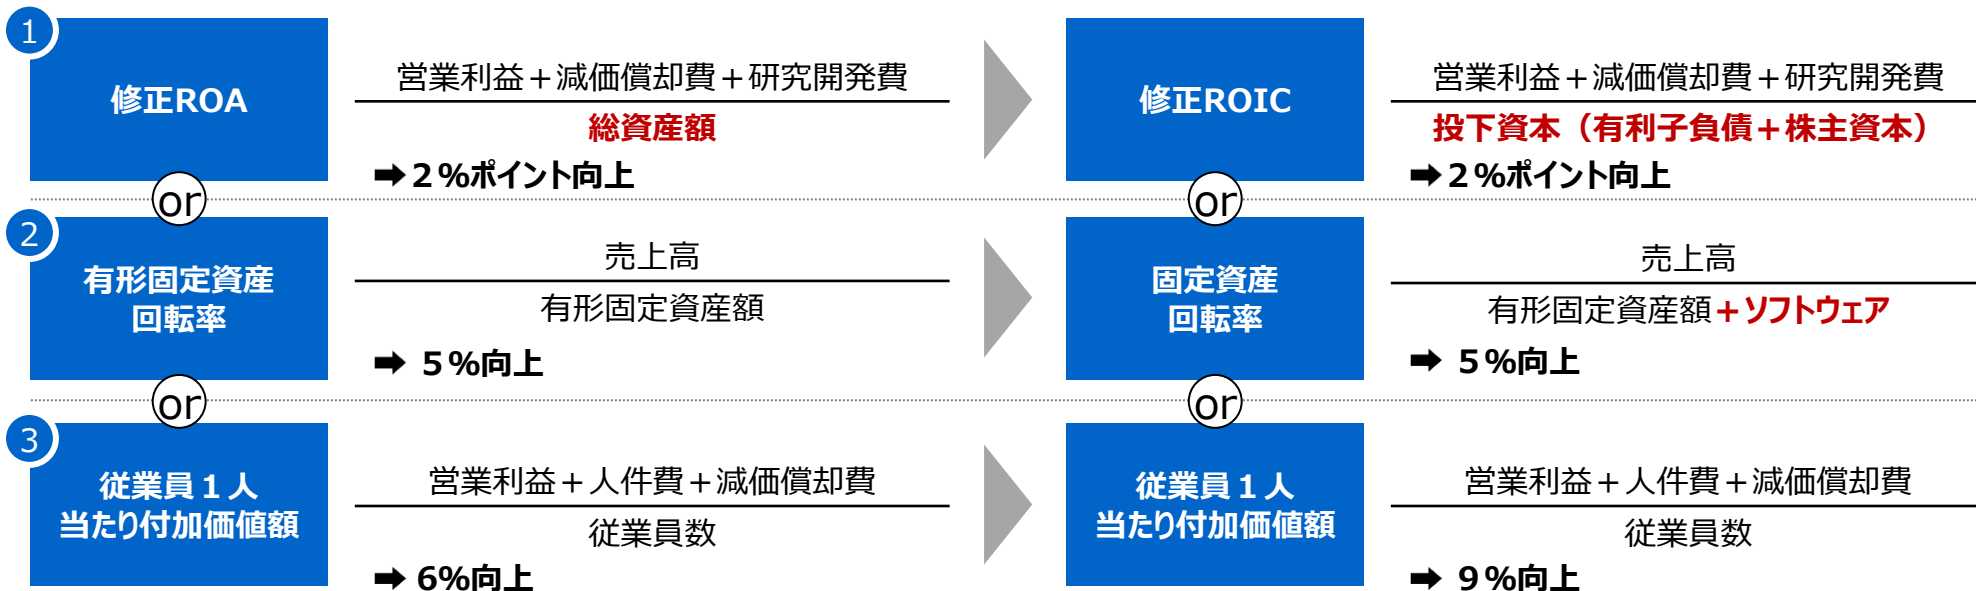 1
修正ROA
営業利益＋減価償却費＋研究開発費
総資産額
➡２%ポイント向上
修正ROIC
営業利益＋減価償却費＋研究開発費
投下資本（有利子負債＋株主資本）
➡２%ポイント向上
or
or
2
有形固定資産
回転率
売上高
有形固定資産額
➡ ５%向上
固定資産
回転率
売上高
有形固定資産額＋ソフトウェア
➡ ５%向上
or
or
3
従業員１人
当たり付加価値額
営業利益＋人件費＋減価償却費
従業員数
➡ 6%向上
従業員１人
当たり付加価値額
営業利益＋人件費＋減価償却費
従業員数
➡ ９%向上